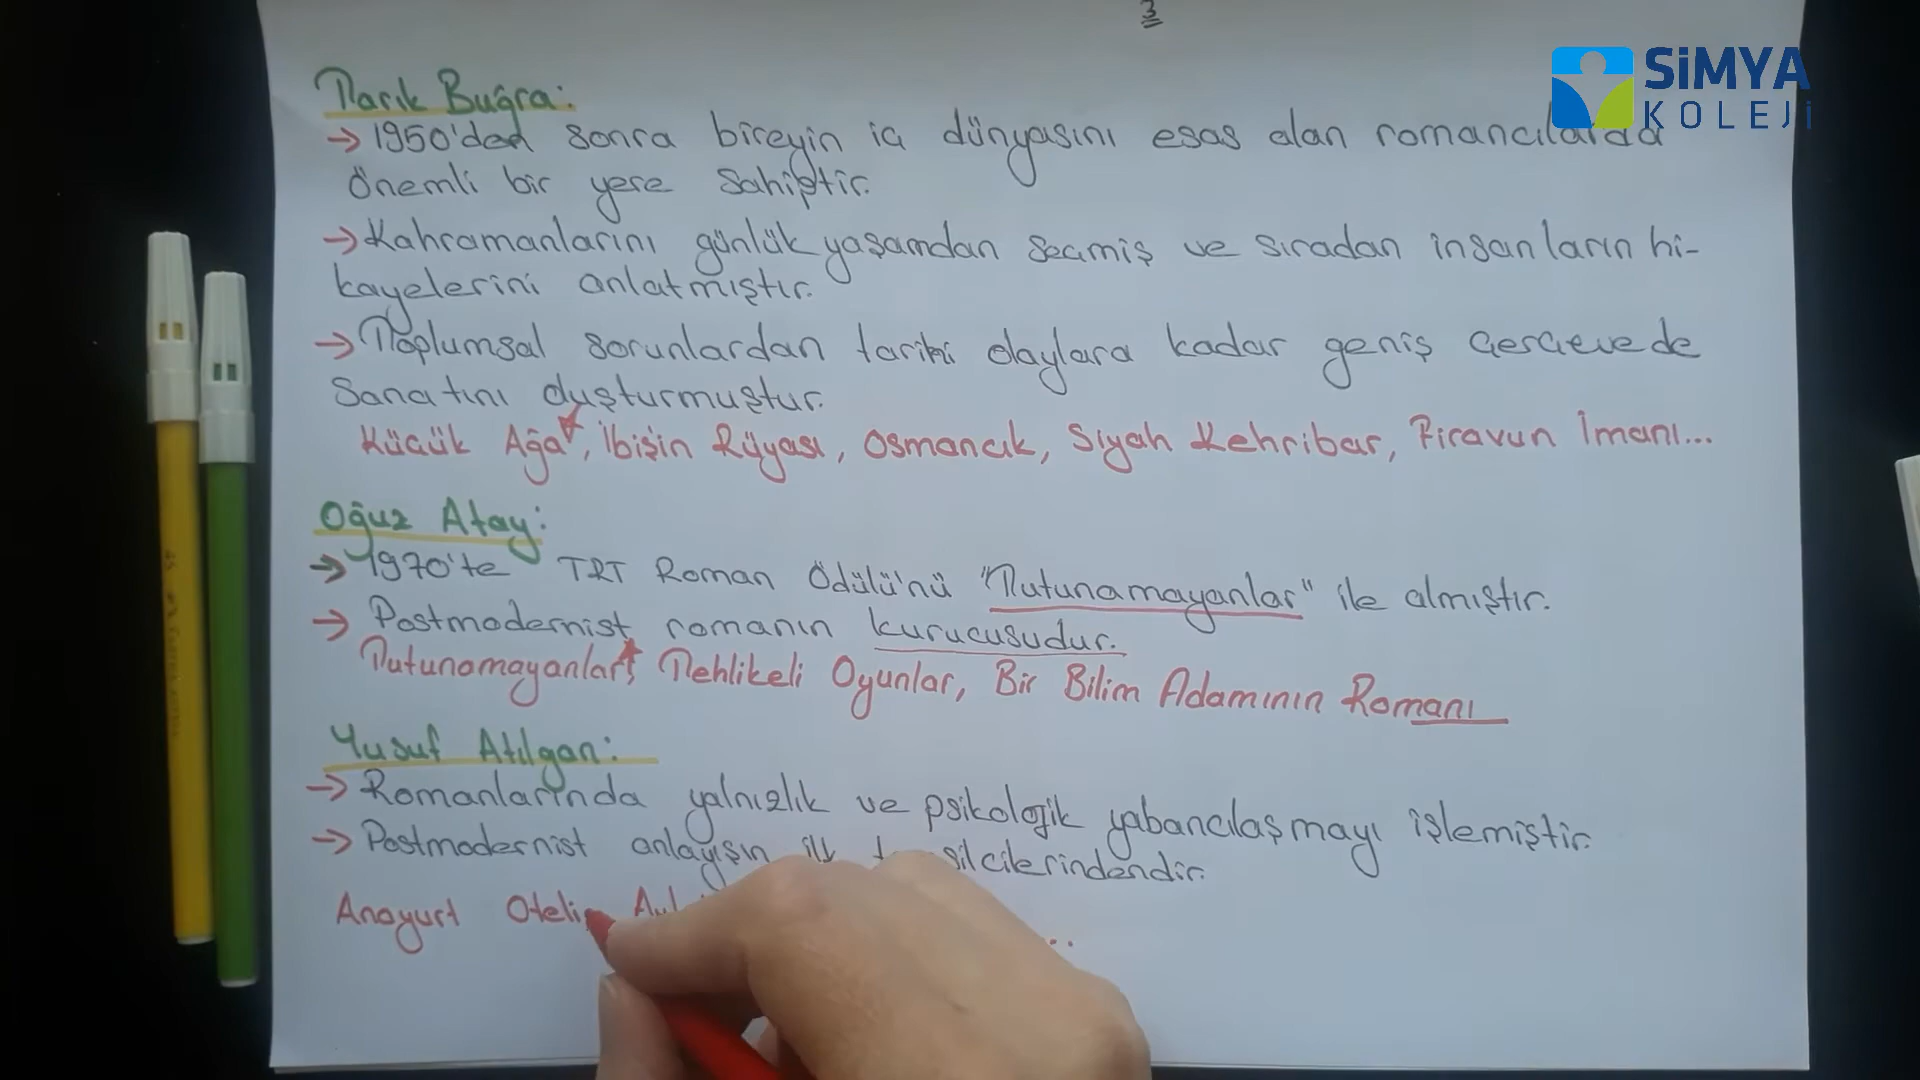 3
SİMYA
KOLEJİ
Tarık Buğra:
→ 1950'den sonra bireyin iç dünyasını esas alan romancılarda
önemli bir yere sahiptir.
→ Kahramanlarını günlük yaşamdan seçmiş ve sıradan insanların hi-
kayelerini anlatmıştır.
→ Toplumsal sorunlardan tarihi olaylara kadar geniş çerçevede
sanatını oluşturmuştur.
Küçük Ağa, İbiş'in Rüyası, Osmancık, Siyah Kehribar, Firavun İmanı...
Oğuz Atay:
→ 1970'te TRT Roman Ödülü'nü "Tutunamayanlar" ile almıştır.
→ Postmodernist romanın kurucusudur.
Tutunamayanlar, Tehlikeli Oyunlar, Bir Bilim Adamının Romanı
Yusuf Atılgan:
→ Romanlarında yalnızlık ve psikolojik yabancılaşmayı işlemiştir.
→ Postmodernist anlayışın ilk temsilcilerindendir.
Anayurt Oteli, ...